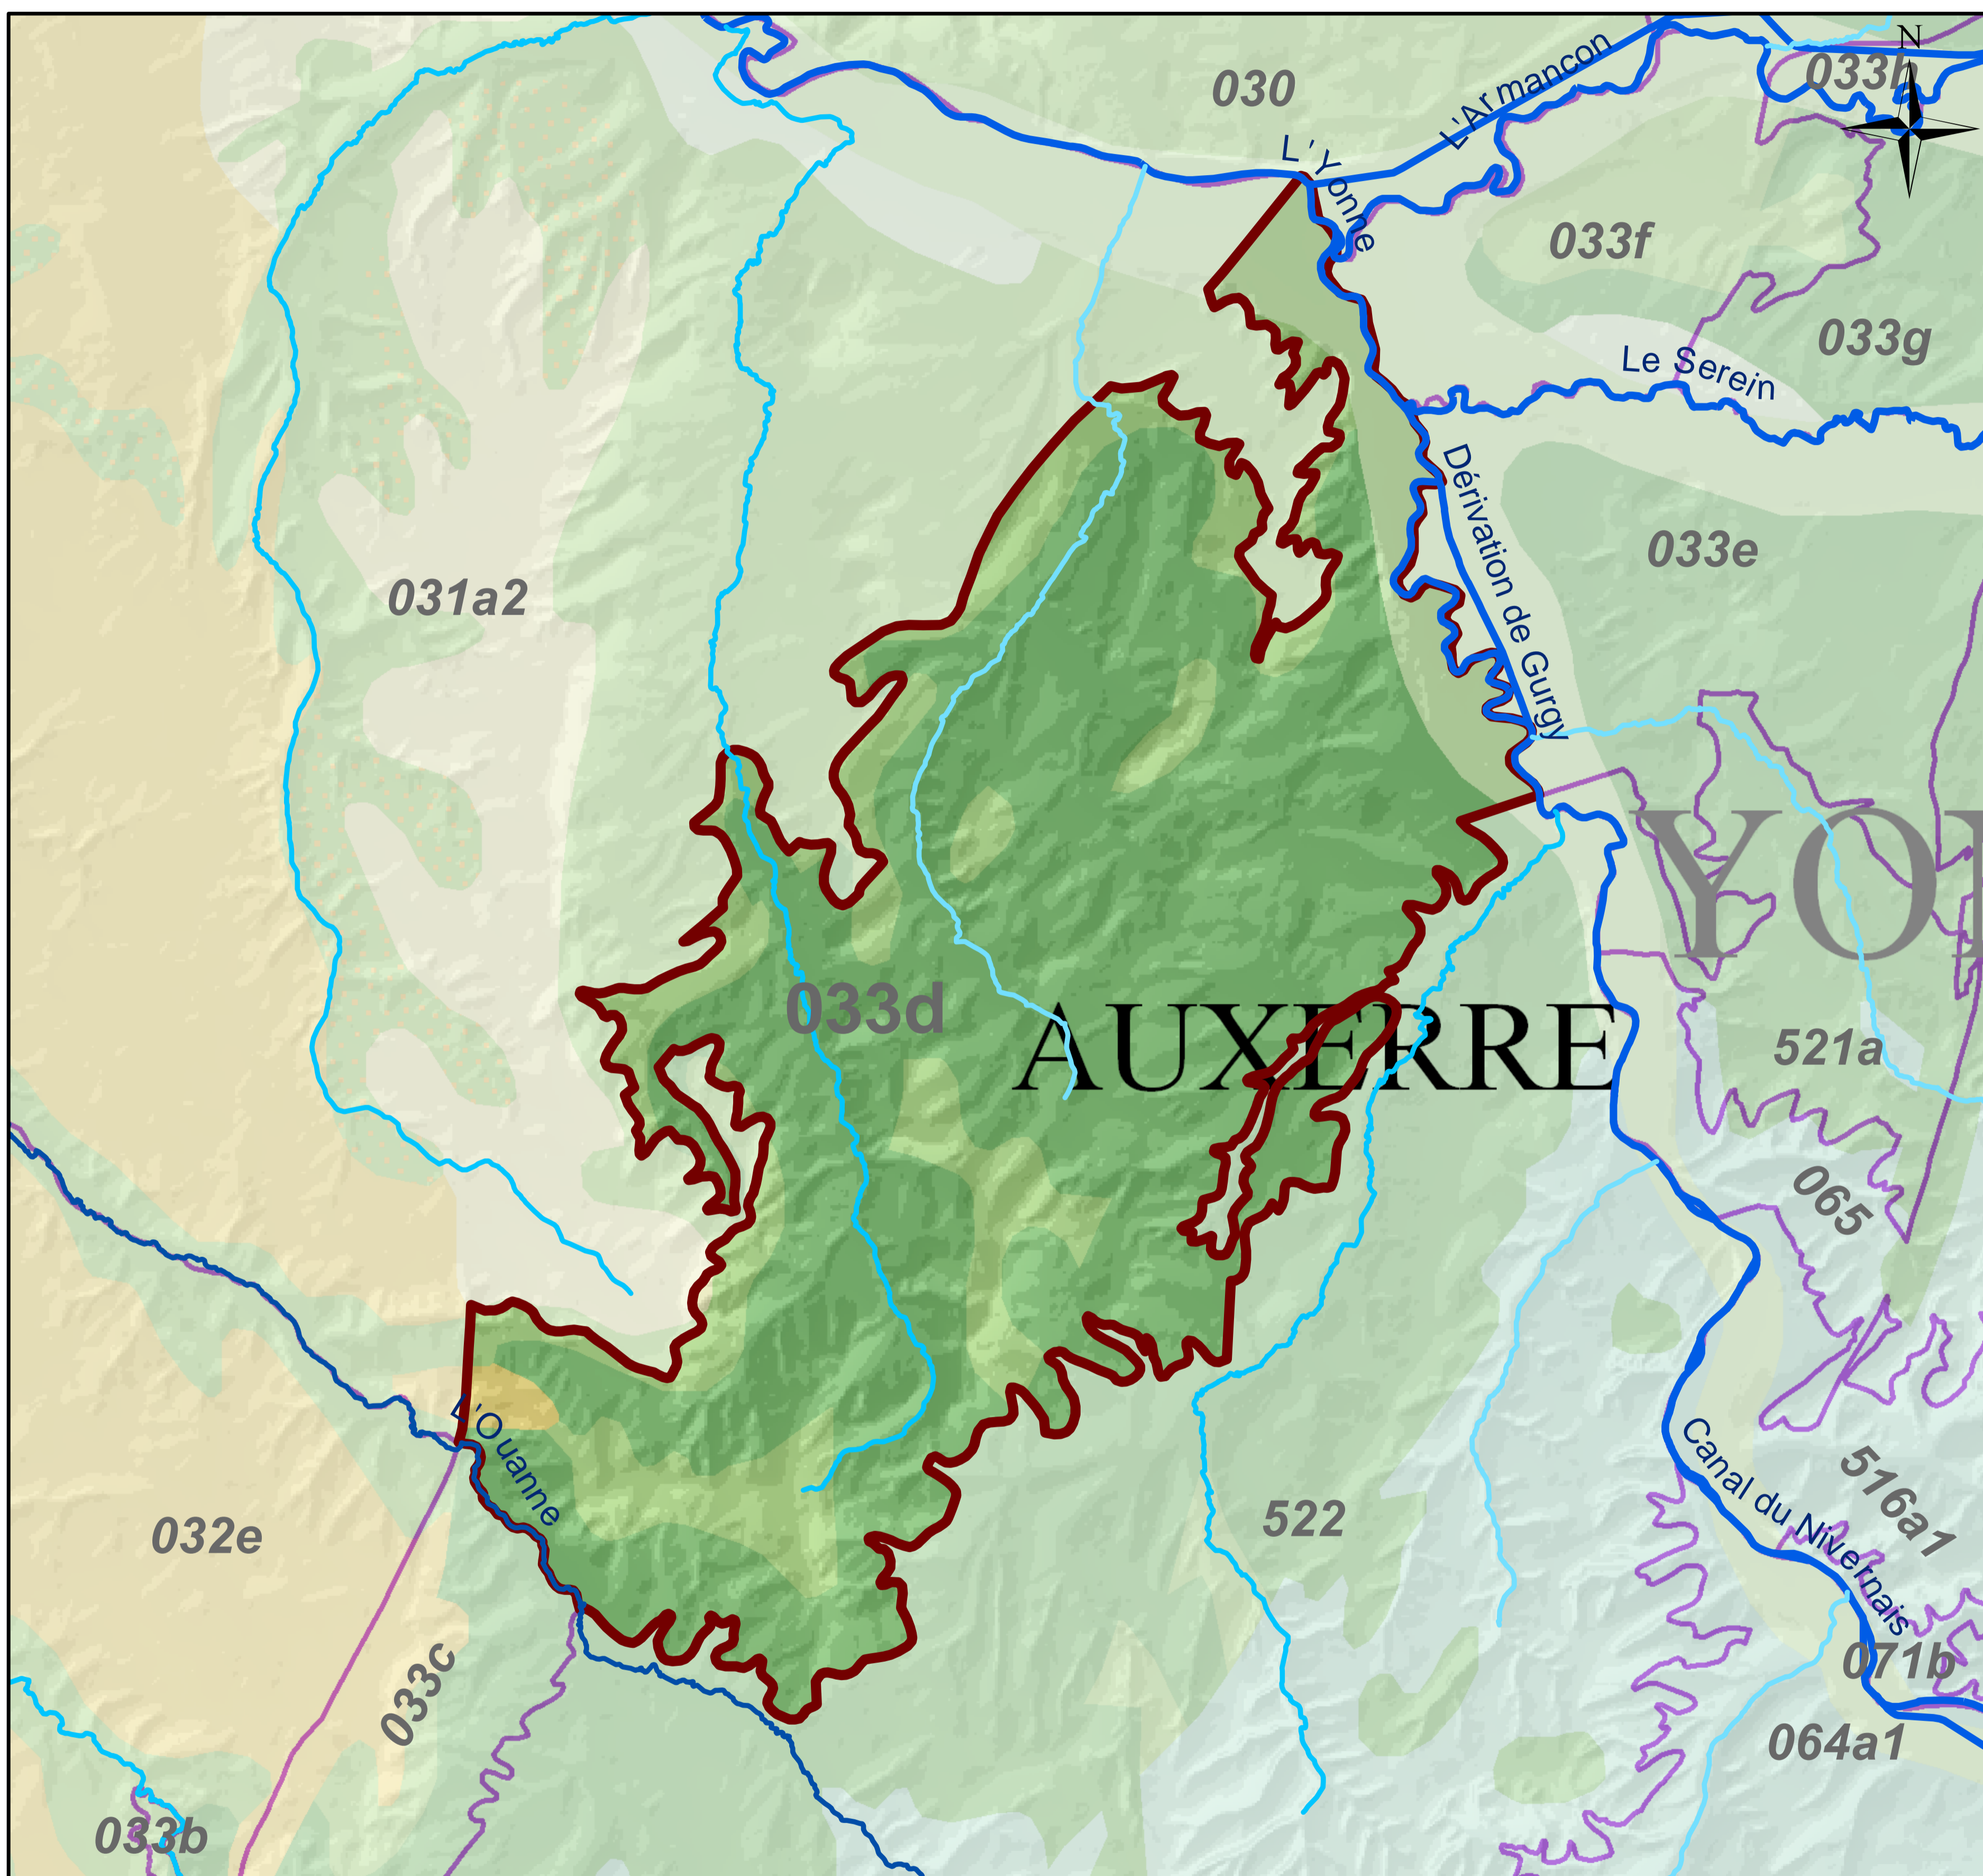 N
030
033h
L'Armancon
L'Yonne
033f
033g
Le Serein
Dérivation de Gurgy
033e
031a2
YO
033d
AUXERRE
521a
065
L'Ouanne
Canal du Nivernais
516a1
522
032e
033c
071b
064a1
033b